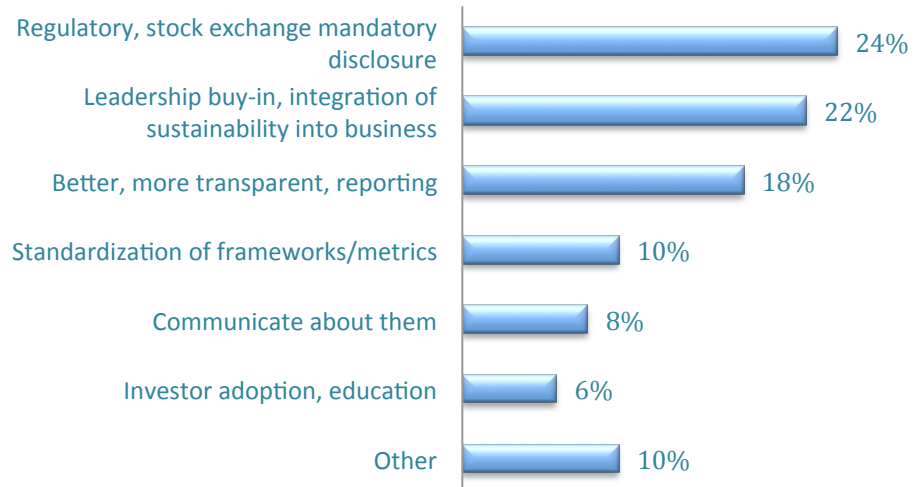 Regulatory, stock exchange mandatory
disclosure
24%
Leadership buy-in, integration of
sustainability into business
22%
Better, more transparent, reporting
18%
Standardization of frameworks/metrics
10%
Communicate about them
8%
Investor adoption, education
6%
Other
10%